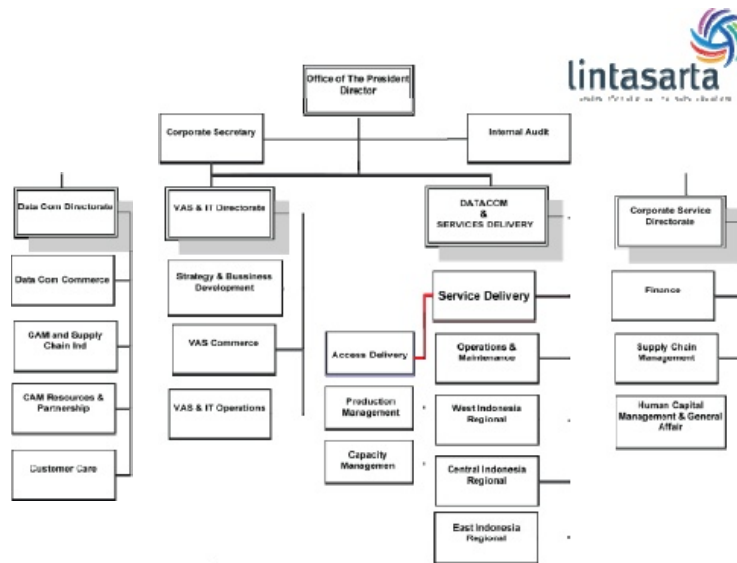 Office of The President
Director
lintasarta
Corporate Secretary
Internal Audit
Data Com Directorate
VAS & IT Directorate
DATACOM
&
SERVICES DELIVERY
Corporate Service
Directorate
Data Com Commerce
Strategy & Bussiness
Development
Service Delivery
Finance
CAM and Supply
Chain Ind
VAS Commerce
Access Delivery
Operations &
Maintenance
Supply Chain
Management
CAM Resources &
Partnership
VAS & IT Operations
Production
Management
West Indonesia
Regional
Human Capital
Management & General
Affair
Customer Care
Capacity
Managemen
Central Indonesia
Regional
East Indonesia
Regional